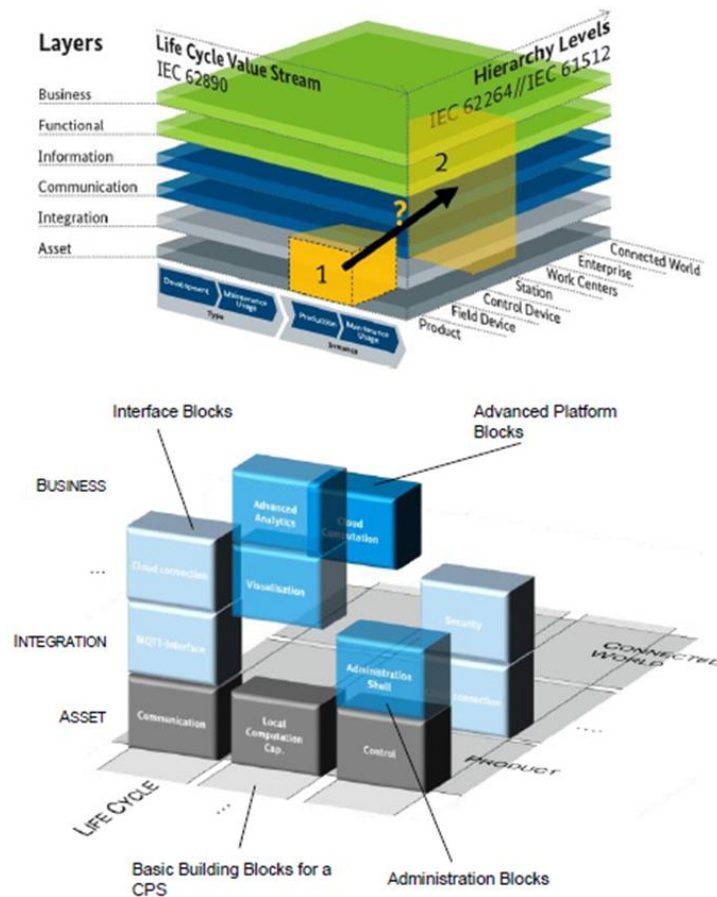 Layers
Life Cycle Value Stream
IEC 62890
Hierarchy Levels
IEC 62264//IEC 61512
Business
Functional
Information
Communication
Integration
Asset
2
?
1
Development
Maintenance
Usage
Type
Production
Maintenance
Usage
Instance
Connected World
Enterprise
Work Centers
Station
Control Device
Field Device
Product
Interface Blocks
Advanced Platform
Blocks
BUSINESS
...
INTEGRATION
ASSET
Advanced
Analytics
Cloud
Computation
Cloud connection
Visualisation
Security
MQTT-Interface
Administration
Shell
connection
Communication
Local
Computation
Cap.
Control
CONNECTED
WORLD
....
PRODUCT
LIFE CYCLE
...
Basic Building Blocks for a
CPS
Administration Blocks